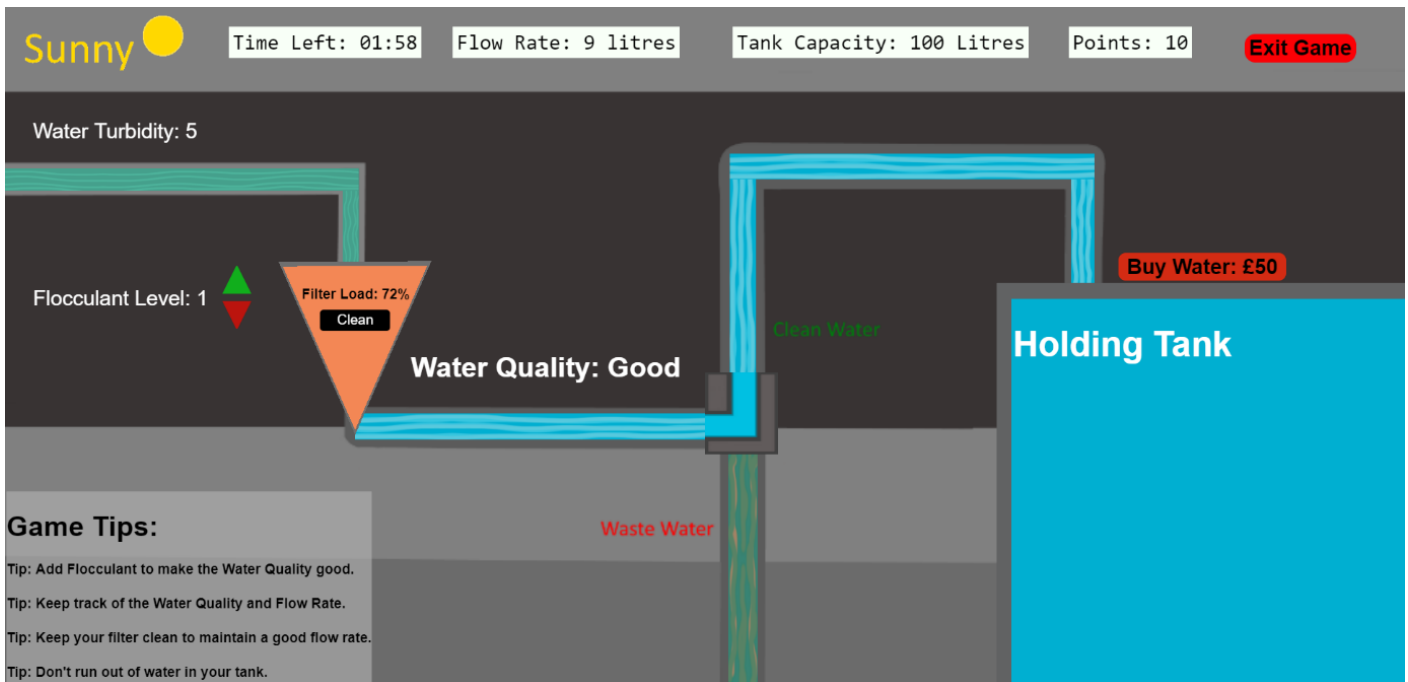 Sunny
Time Left: 01:58
Flow Rate: 9 litres
Tank Capacity: 100 Litres
Points: 10
Exit Game
Water Turbidity: 5
Buy Water: £50
Flocculant Level: 1
Filter Load: 72%
Clean
Clean Water
Holding Tank
Water Quality: Good
Waste Water
Game Tips:
Tip: Add Flocculant to make the Water Quality good.
Tip: Keep track of the Water Quality and Flow Rate.
Tip: Keep your filter clean to maintain a good flow rate.
Tip: Don't run out of water in your tank.